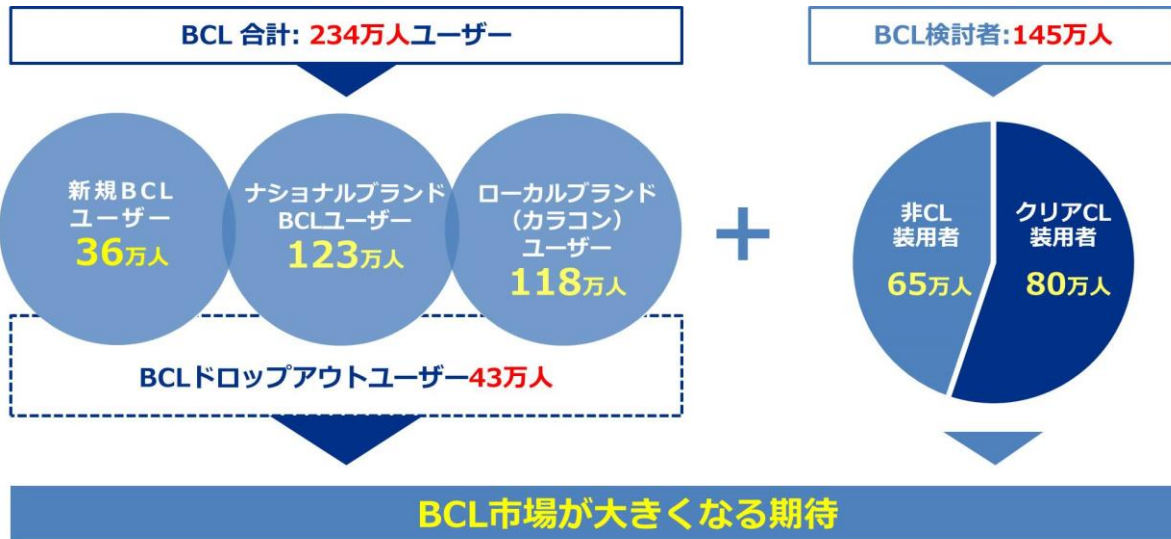 BCL 合計: 234万人ユーザー
BCL検討者:145万人
新規BCL
ユーザー
36万人
ナショナルブランド
BCLユーザー
123万人
ローカルブランド
（カラコン）
ユーザー
118万人
+
非CL
装用者
65万人
クリアCL
装用者
80万人
BCLドロップアウトユーザー43万人
BCL市場が大きくなる期待